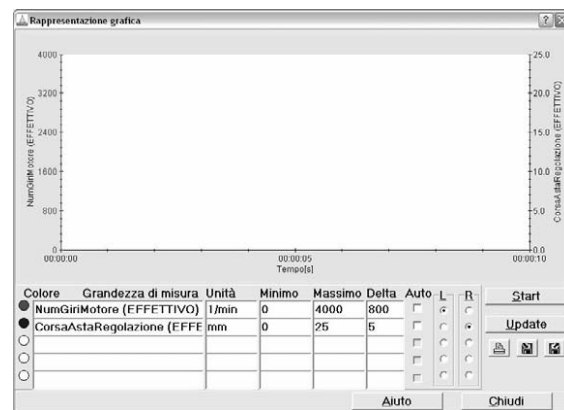 Rappresentazione grafica
4000
3200
2400
1600
800
0
NumGiriMotore (EFFETTIVO)
25.0
20.0
15.0
10.0
5.0
0
CorsaAstaRegolazione (EFFETTIVO)
00:00:00 00:00:05 00:00:10
Tempo[s]
Colore Grandezza di misura Unità Minimo Massimo Delta Auto L R
NumGiriMotore (EFFETTIVO) 1/min 0 4000 800
CorsaAstaRegolazione (EFFE mm 0 25 5
Start
Update
Aiuto Chiudi